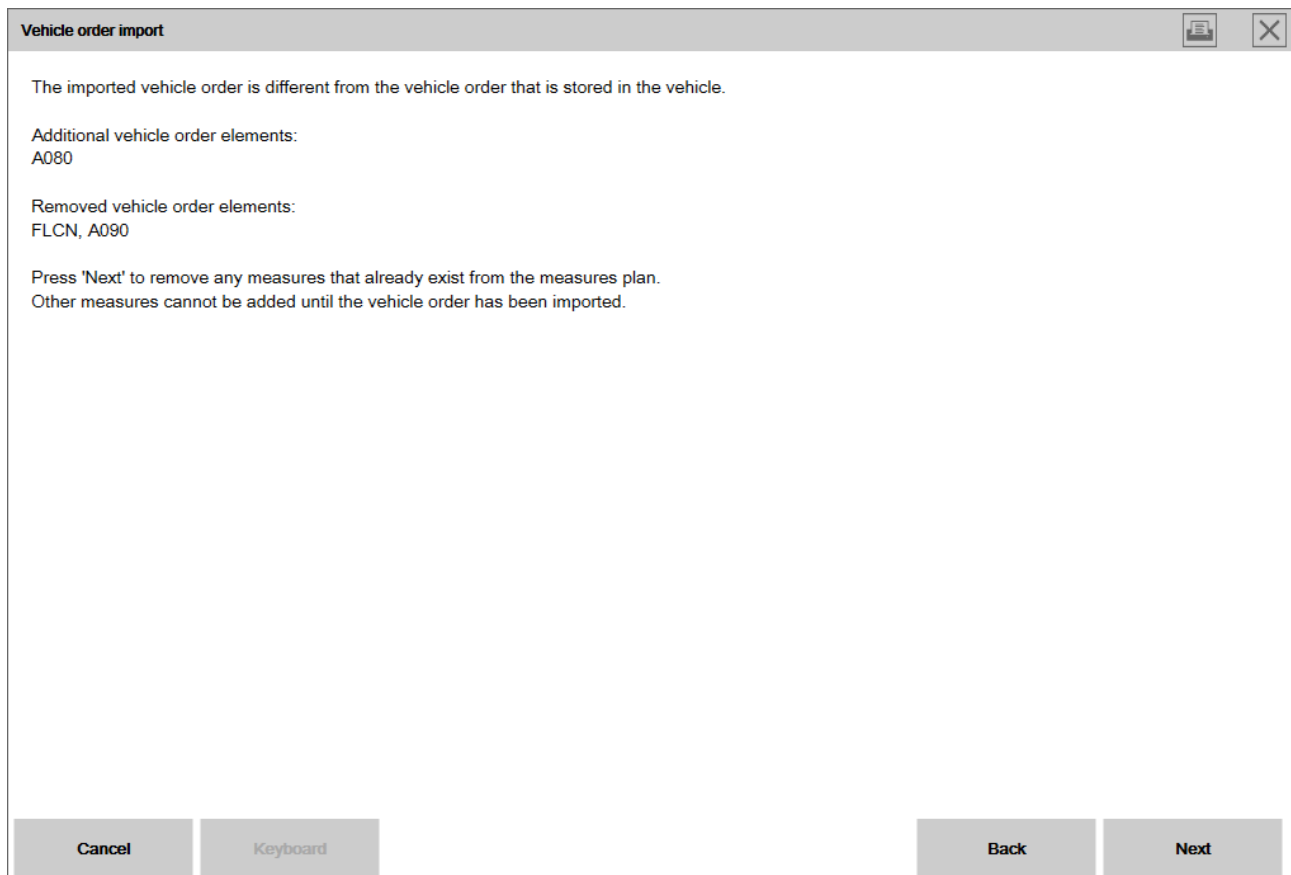 Vehicle order import
The imported vehicle order is different from the vehicle order that is stored in the vehicle.
Additional vehicle order elements:
A080
Removed vehicle order elements:
FLCN, A090
Press 'Next' to remove any measures that already exist from the measures plan.
Other measures cannot be added until the vehicle order has been imported.
Cancel
Keyboard
Back
Next